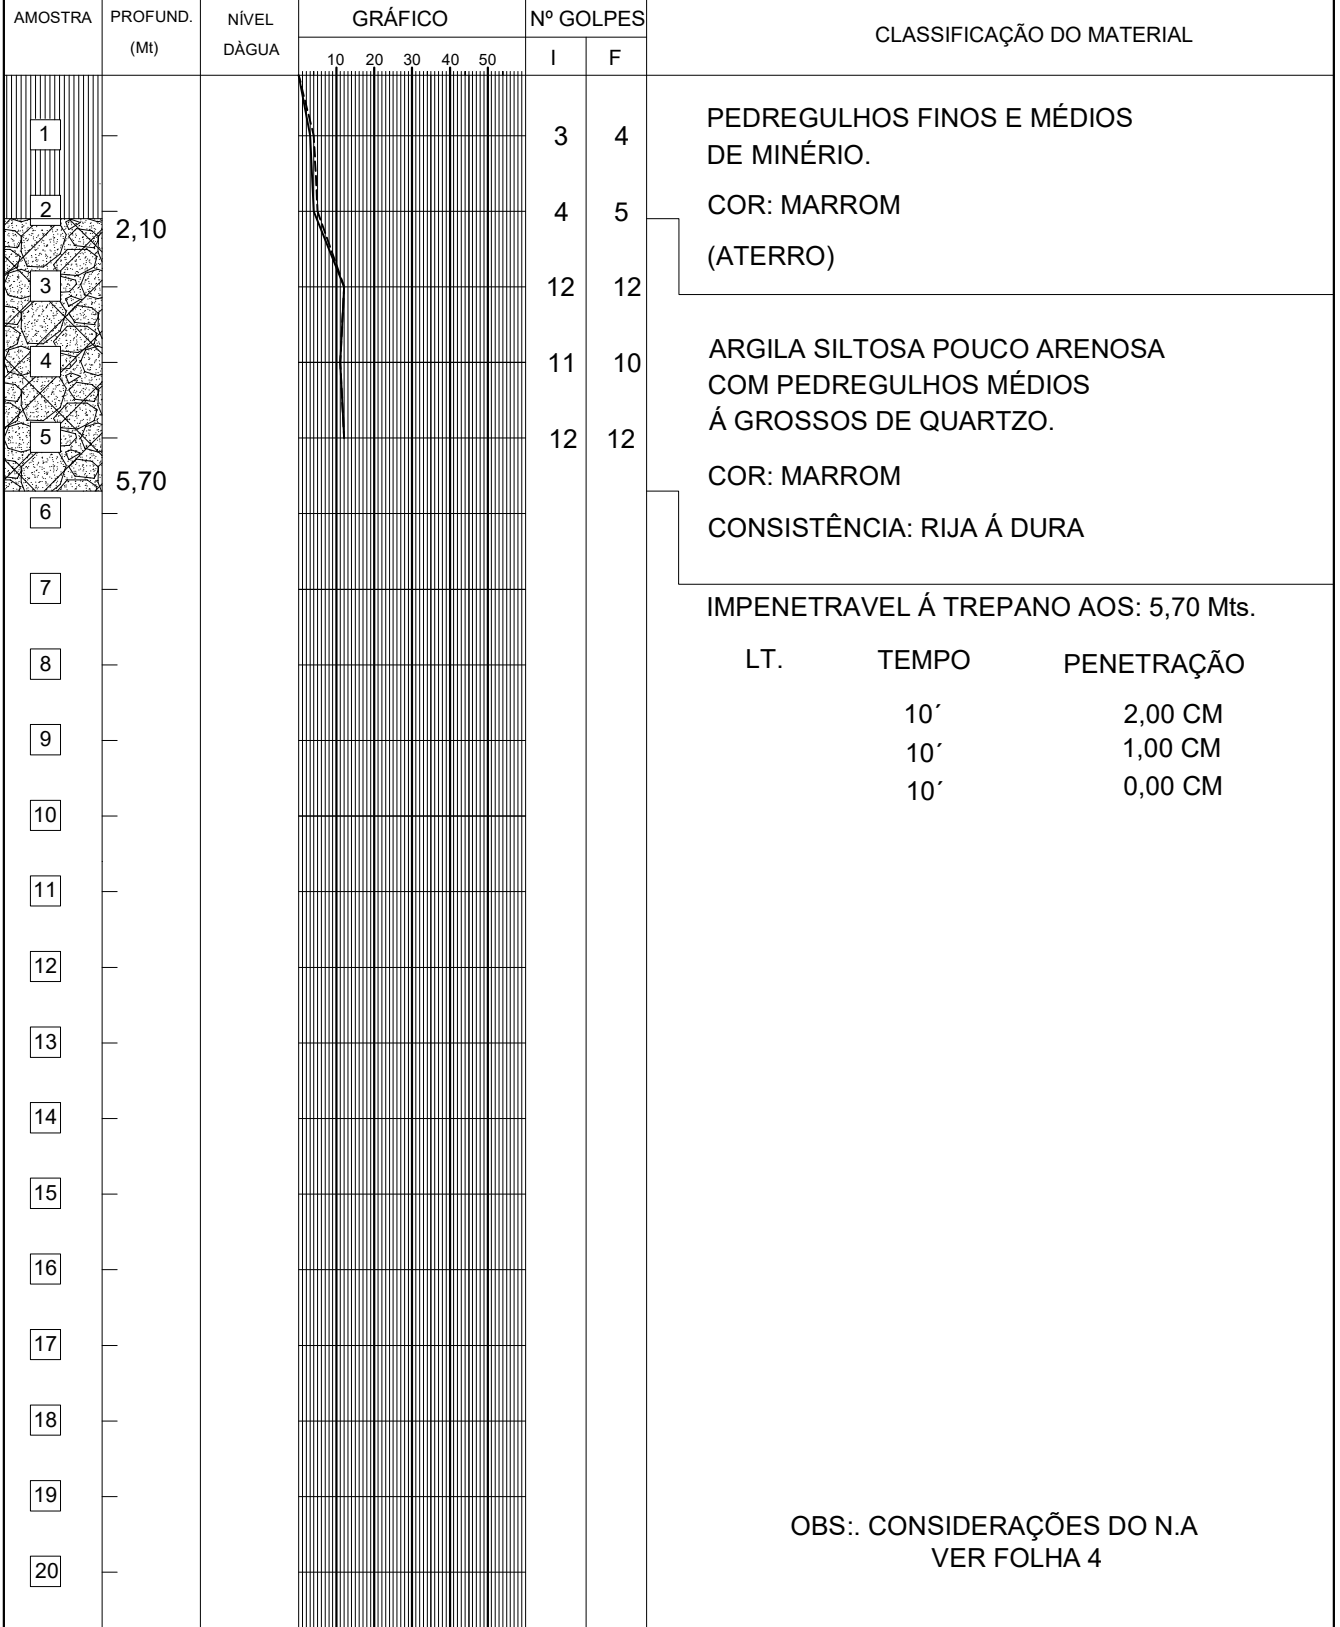 AMOSTRA PROFUND. NÍVEL GRÁFICO Nº GOLPES CLASSIFICAÇÃO DO MATERIAL
(Mt) DÀGUA 10 20 30 40 50 I F
1 3 4
2 4 5
2,10
3 12 12
4 11 10
5 12 12
5,70
6
7
8
9
10
11
12
13
14
15
16
17
18
19
20
PEDREGULHOS FINOS E MÉDIOS
DE MINÉRIO.
COR: MARROM
(ATERRO)
ARGILA SILTOSA POUCO ARENOSA
COM PEDREGULHOS MÉDIOS
Á GROSSOS DE QUARTZO.
COR: MARROM
CONSISTÊNCIA: RIJA Á DURA
IMPENETRAVEL Á TREPANO AOS: 5,70 Mts.
LT. TEMPO PENETRAÇÃO
10´ 2,00 CM
10´ 1,00 CM
10´ 0,00 CM
OBS:. CONSIDERAÇÕES DO N.A
VER FOLHA 4